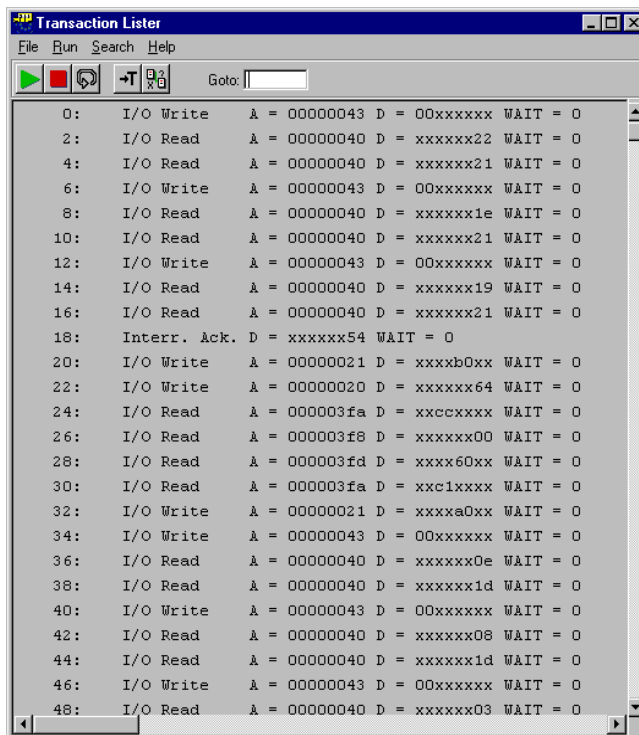 Transaction Lister
File Run Search Help
→T Goto:
0: I/O Write A = 00000043 D = 00xxxxxx WAIT = 0
2: I/O Read A = 00000040 D = xxxxxx22 WAIT = 0
4: I/O Read A = 00000040 D = xxxxxx21 WAIT = 0
6: I/O Write A = 00000043 D = 00xxxxxx WAIT = 0
8: I/O Read A = 00000040 D = xxxxxx1e WAIT = 0
10: I/O Read A = 00000040 D = xxxxxx21 WAIT = 0
12: I/O Write A = 00000043 D = 00xxxxxx WAIT = 0
14: I/O Read A = 00000040 D = xxxxxx19 WAIT = 0
16: I/O Read A = 00000040 D = xxxxxx21 WAIT = 0
18: Interr. Ack. D = xxxxxx54 WAIT = 0
20: I/O Write A = 00000021 D = xxxxb0xx WAIT = 0
22: I/O Write A = 00000020 D = xxxxxx64 WAIT = 0
24: I/O Read A = 000003fa D = xxccxxxx WAIT = 0
26: I/O Read A = 000003f8 D = xxxxxx00 WAIT = 0
28: I/O Read A = 000003fd D = xxxx60xx WAIT = 0
30: I/O Read A = 000003fa D = xxc1xxxx WAIT = 0
32: I/O Write A = 00000021 D = xxxxa0xx WAIT = 0
34: I/O Write A = 00000043 D = 00xxxxxx WAIT = 0
36: I/O Read A = 00000040 D = xxxxxx0e WAIT = 0
38: I/O Read A = 00000040 D = xxxxxx1d WAIT = 0
40: I/O Write A = 00000043 D = 00xxxxxx WAIT = 0
42: I/O Read A = 00000040 D = xxxxxx08 WAIT = 0
44: I/O Read A = 00000040 D = xxxxxx1d WAIT = 0
46: I/O Write A = 00000043 D = 00xxxxxx WAIT = 0
48: I/O Read A = 00000040 D = xxxxxx03 WAIT = 0